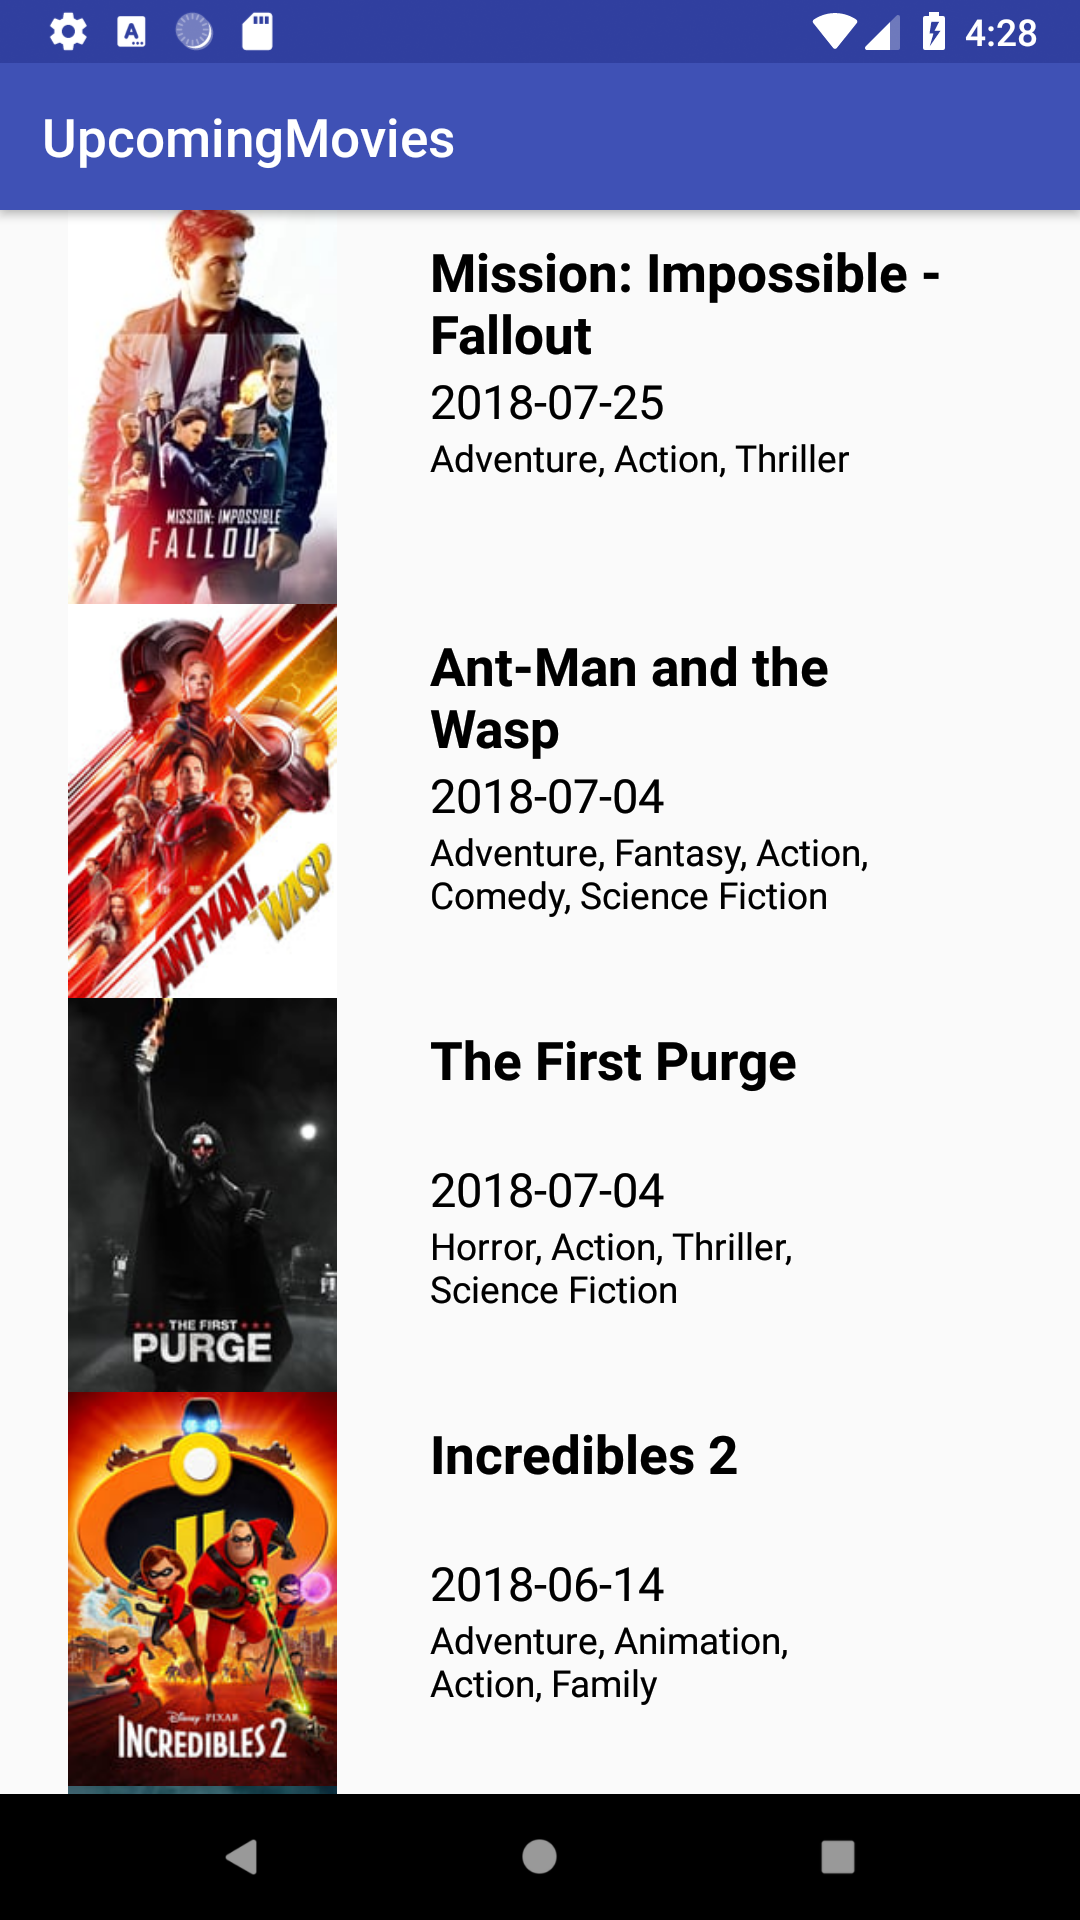 4:28
UpcomingMovies
Mission: Impossible -
Fallout
2018-07-25
Adventure, Action, Thriller
MISSION: IMPOSSIBLE
FALLOUT
Ant-Man and the
Wasp
2018-07-04
Adventure, Fantasy, Action,
Comedy, Science Fiction
ANT-MAN
WASP
The First Purge
2018-07-04
Horror, Action, Thriller,
Science Fiction
THE FIRST
PURGE
Incredibles 2
2018-06-14
Adventure, Animation,
Action, Family
Disney PIXAR
INCREDIBLES 2